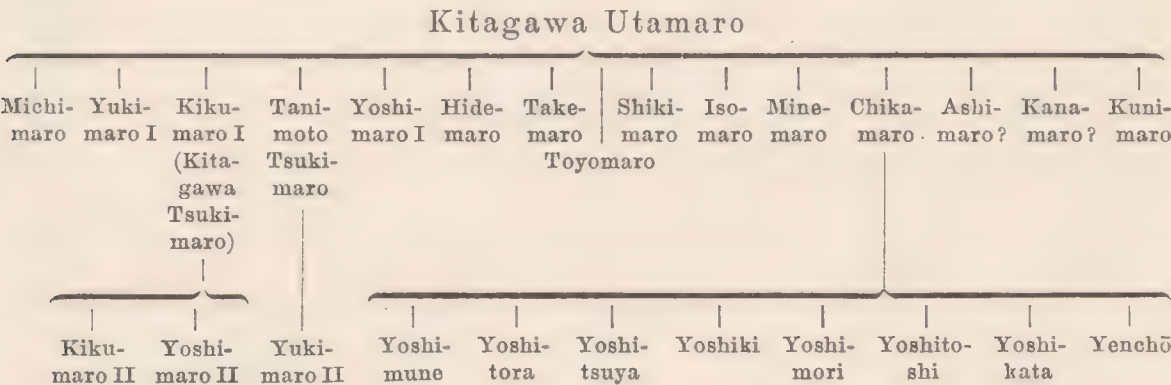 Kitagawa Utamaro
Michi- Yuki- Kiku- Tani- Yoshi- Hide- Take- Shiki- Iso- Mine- Chika- Ashi- Kana- Kuni-
maro maro I maro I moto maro I maro maro maro maro maro maro maro? maro? maro
(Kita- Tsuki- Toyomaro
gawa maro
Tsuki-
maro)
Kiku- Yoshi- Yuki- Yoshi- Yoshi- Yoshi- Yoshiki Yoshi- Yoshito- Yoshi- Yenchō
maro II maro II maro II mune tora tsuya mori shi kata